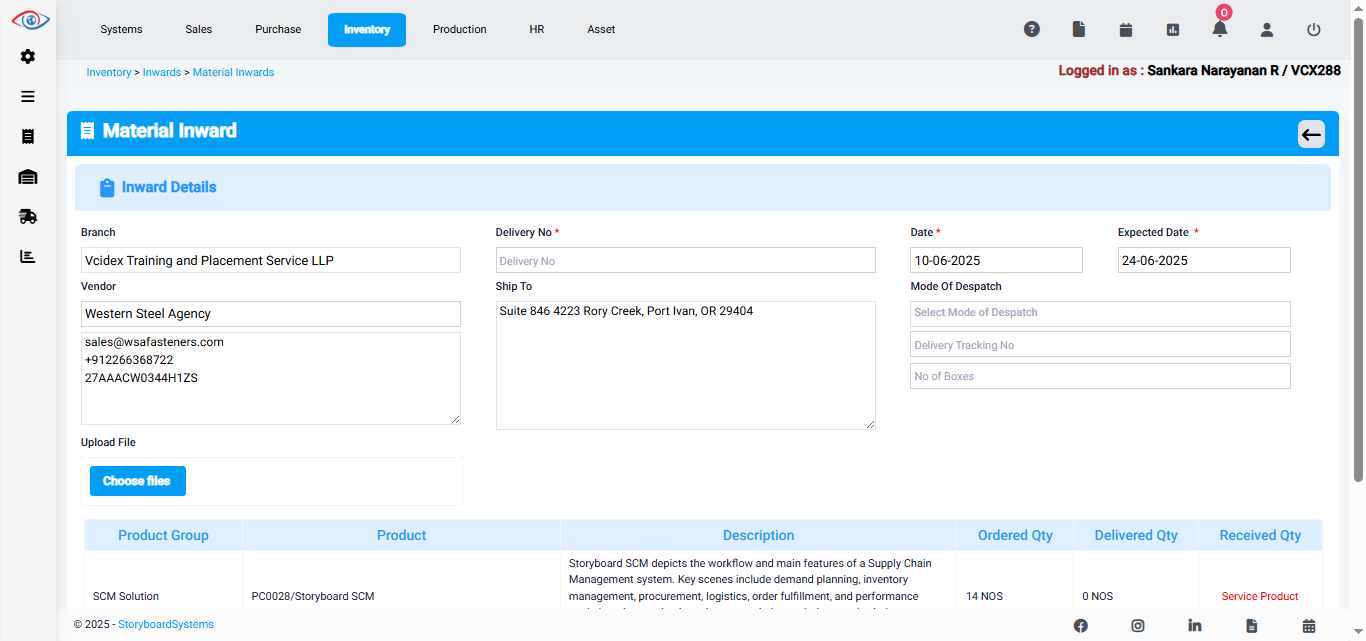 Systems Sales Purchase Inventory Production HR Asset 0
Inventory > Inwards > Material Inwards
Logged in as : Sankara Narayanan R / VCX288
Material Inward
Inward Details
Branch
Delivery No *
Date *
Expected Date *
Vcidex Training and Placement Service LLP
Delivery No
10-06-2025
24-06-2025
Vendor
Ship To
Mode Of Despatch
Western Steel Agency
Suite 846 4223 Rory Creek, Port Ivan, OR 29404
Select Mode of Despatch
sales@wsafasteners.com
+912266368722
27AAACW0344H1ZS
Delivery Tracking No
No of Boxes
Upload File
Choose files
Product Group Product Description Ordered Qty Delivered Qty Received Qty
Storyboard SCM depicts the workflow and main features of a Supply Chain
Management system. Key scenes include demand planning, inventory
management, procurement, logistics, order fulfillment, and performance
SCM Solution
PC0028/Storyboard SCM
14 NOS
0 NOS
Service Product
© 2025 - StoryboardSystems